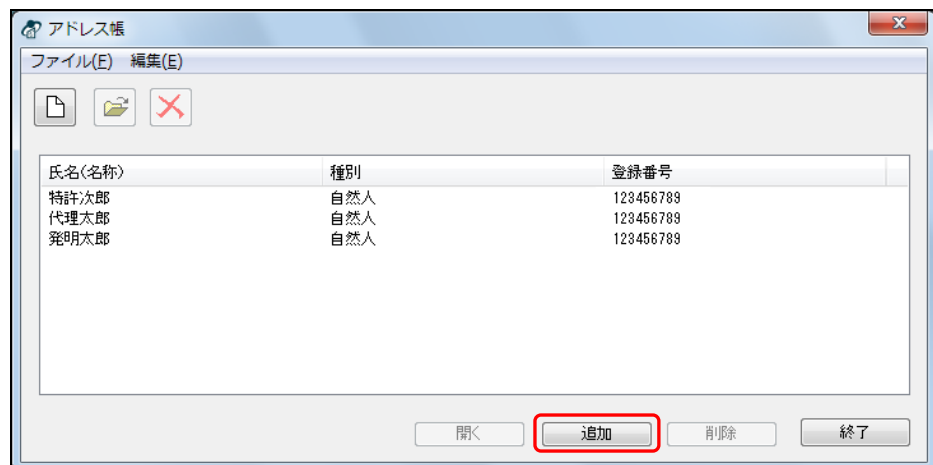 アドレス帳
ファイル(F) 編集(E)
氏名(名称) 種別 登録番号
特許次郎 自然人 123456789
代理太郎 自然人 123456789
発明太郎 自然人 123456789
開く 追加 削除 終了